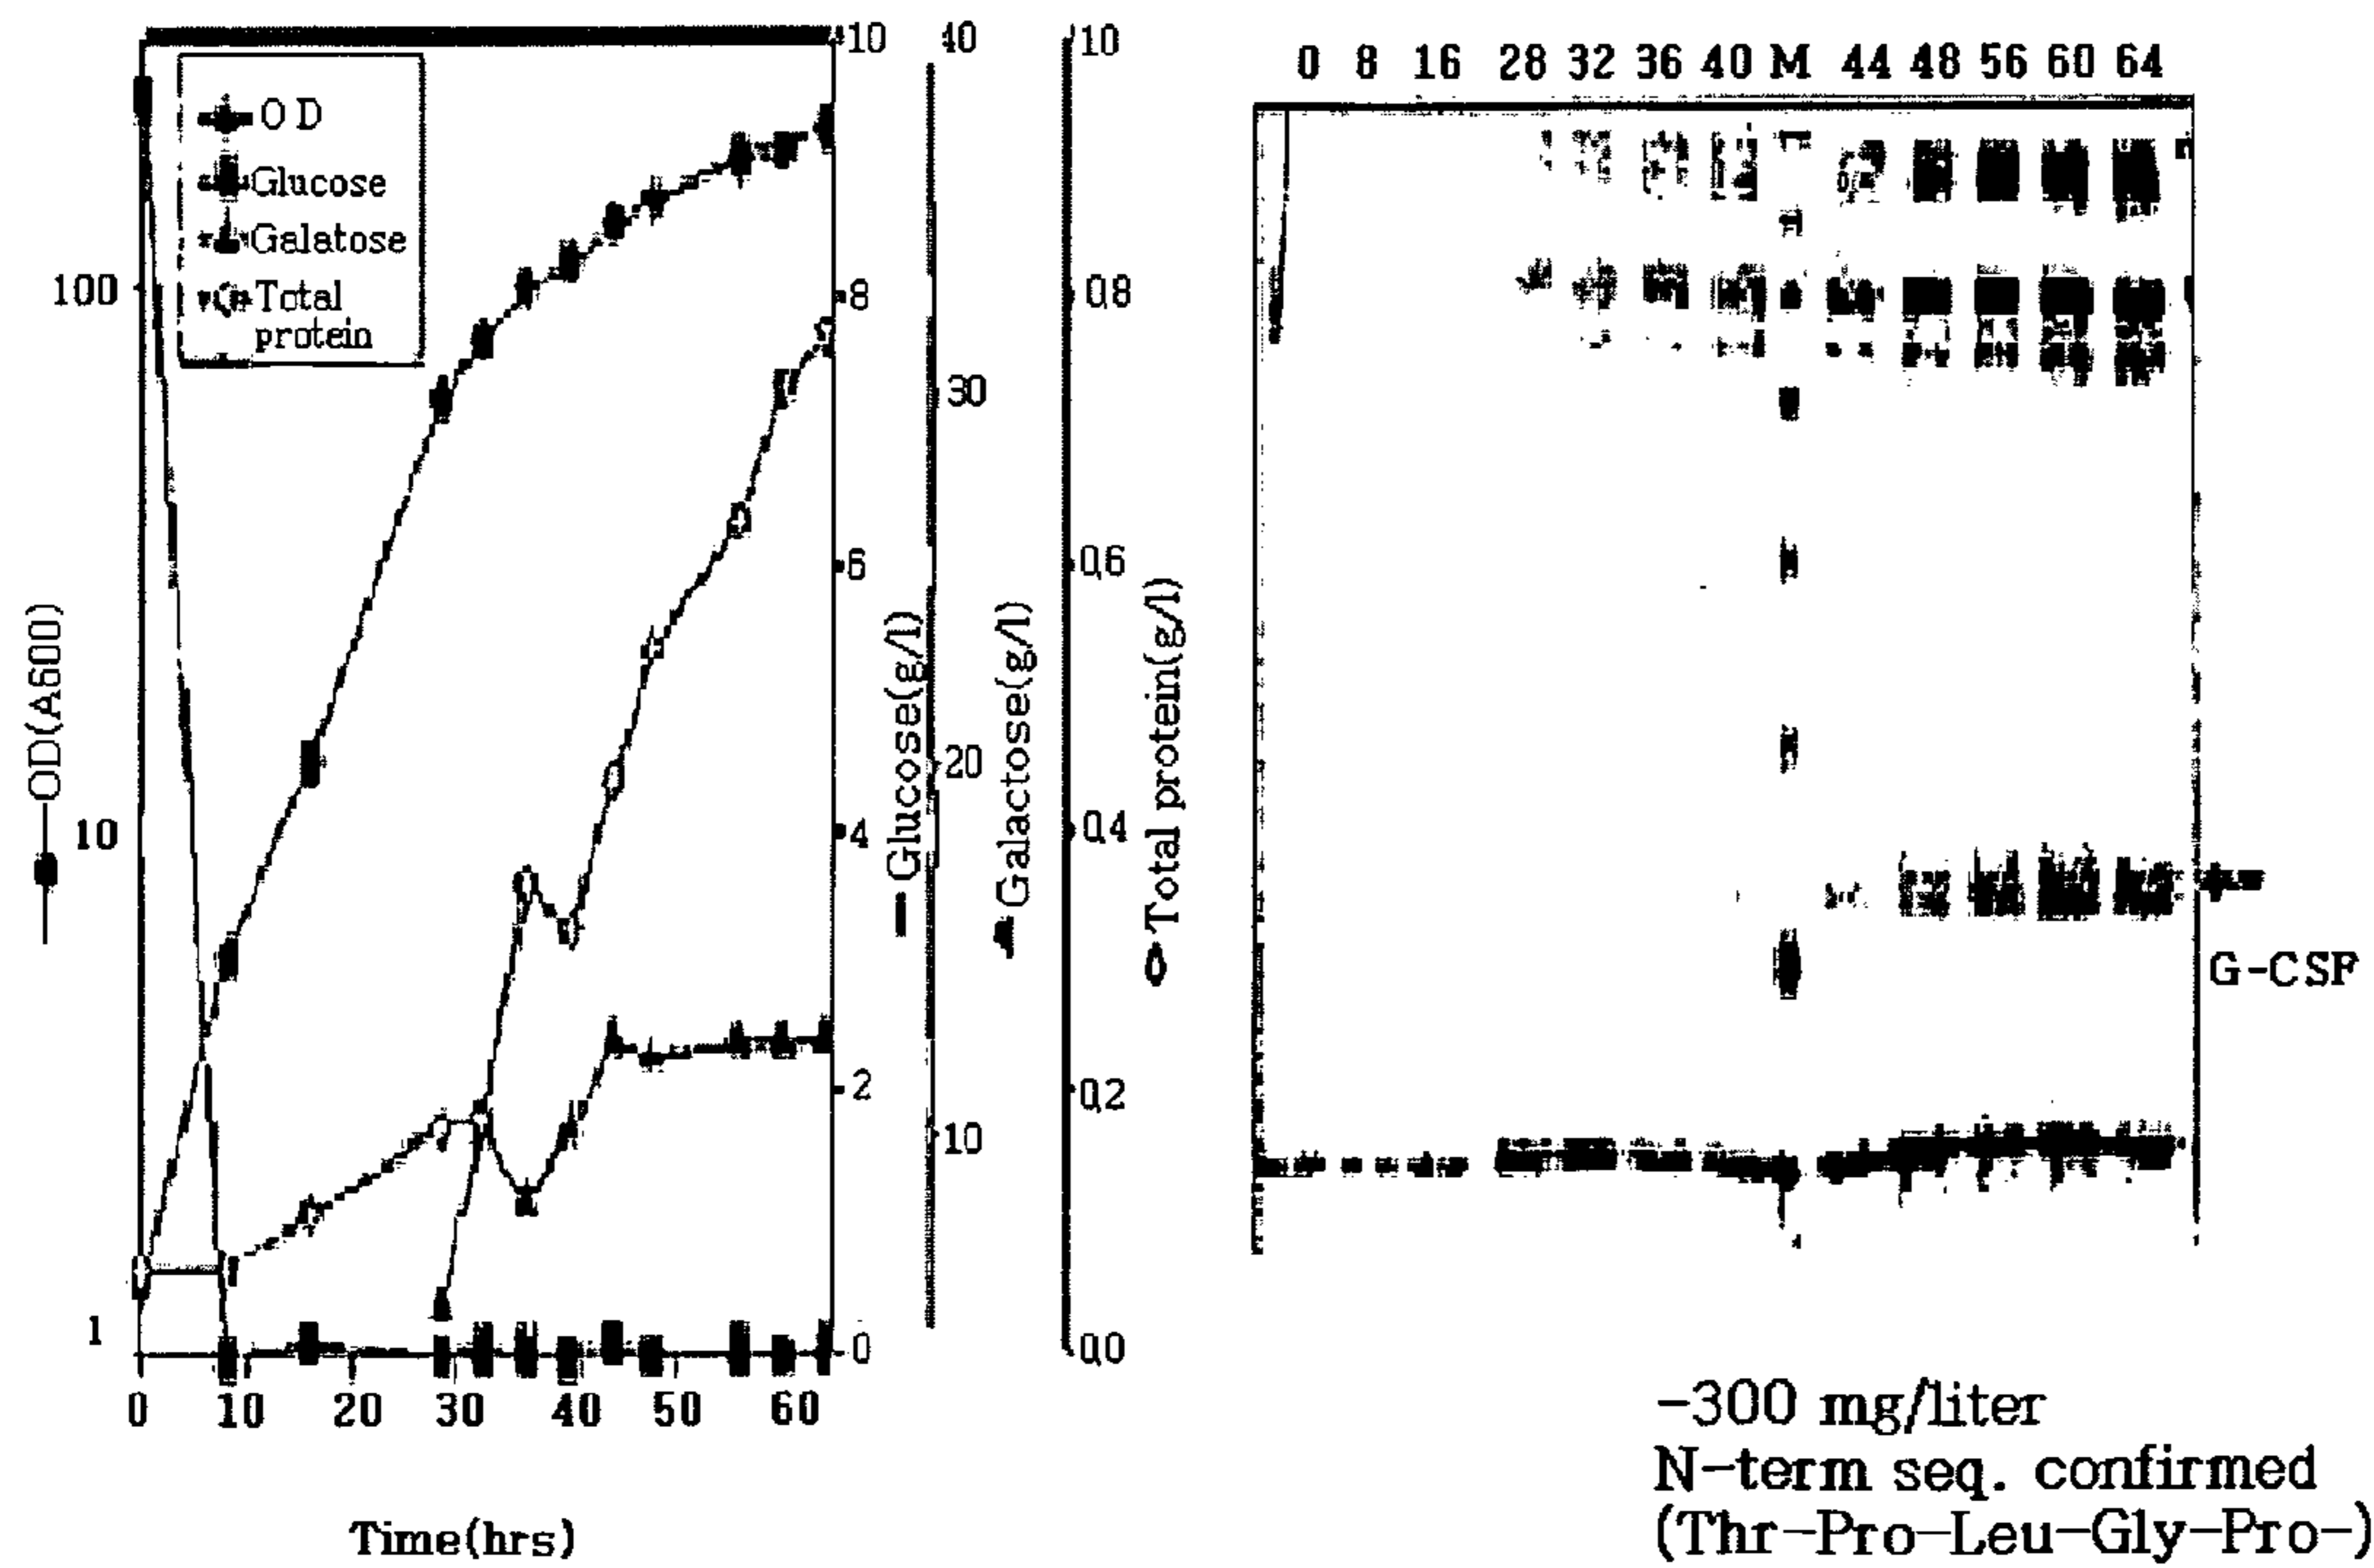 OD
Glucose
Galatose
Total
protein
100
10
1
OD(A600)
10
8
6
4
2
0
Glucose(g/l)
40
30
20
10
Galactose(g/l)
1.0
0.8
0.6
0.4
0.2
0.0
Total protein(g/l)
0 10 20 30 40 50 60
Time(hrs)
0 8 16 28 32 36 40 M 44 48 56 60 64
G-CSF
-300 mg/liter
N-term seq. confirmed
(Thr-Pro-Leu-Gly-Pro-)